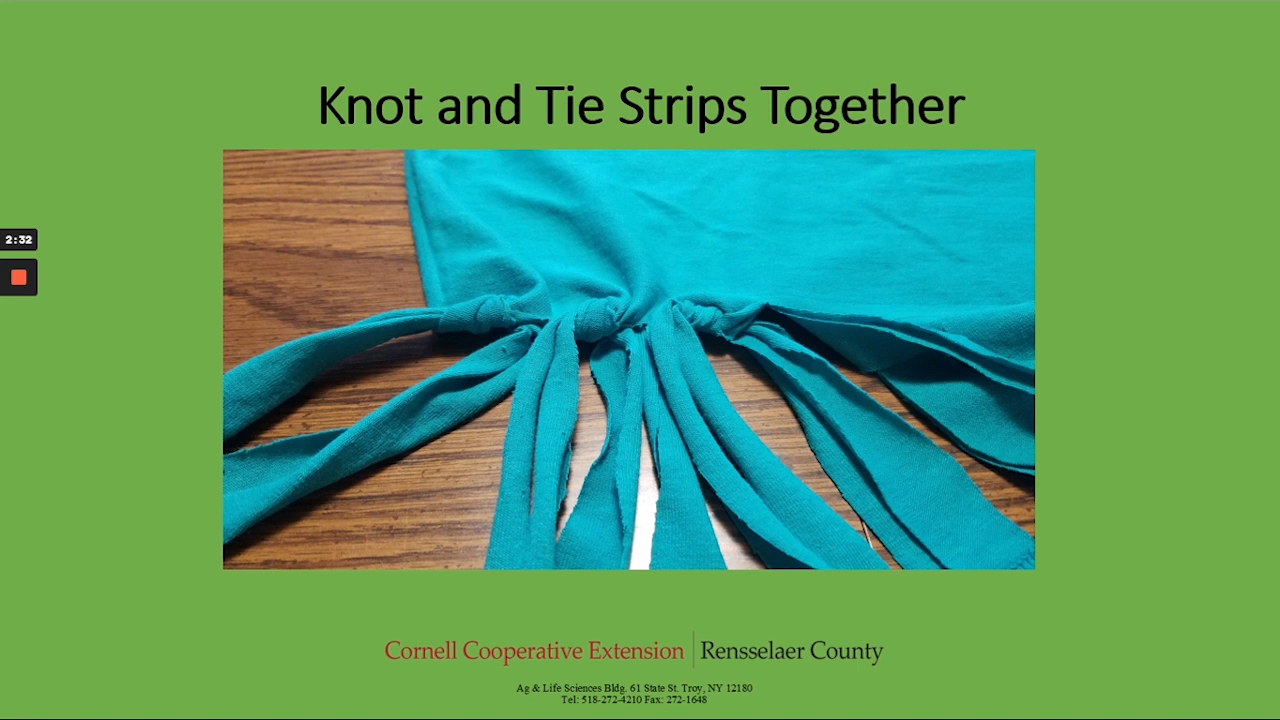 Knot and Tie Strips Together
2:32
Cornell Cooperative Extension | Rensselaer County
Ag & Life Sciences Bldg. 61 State St. Troy, NY 12180
Tel: 518-272-4210 Fax: 272-1648